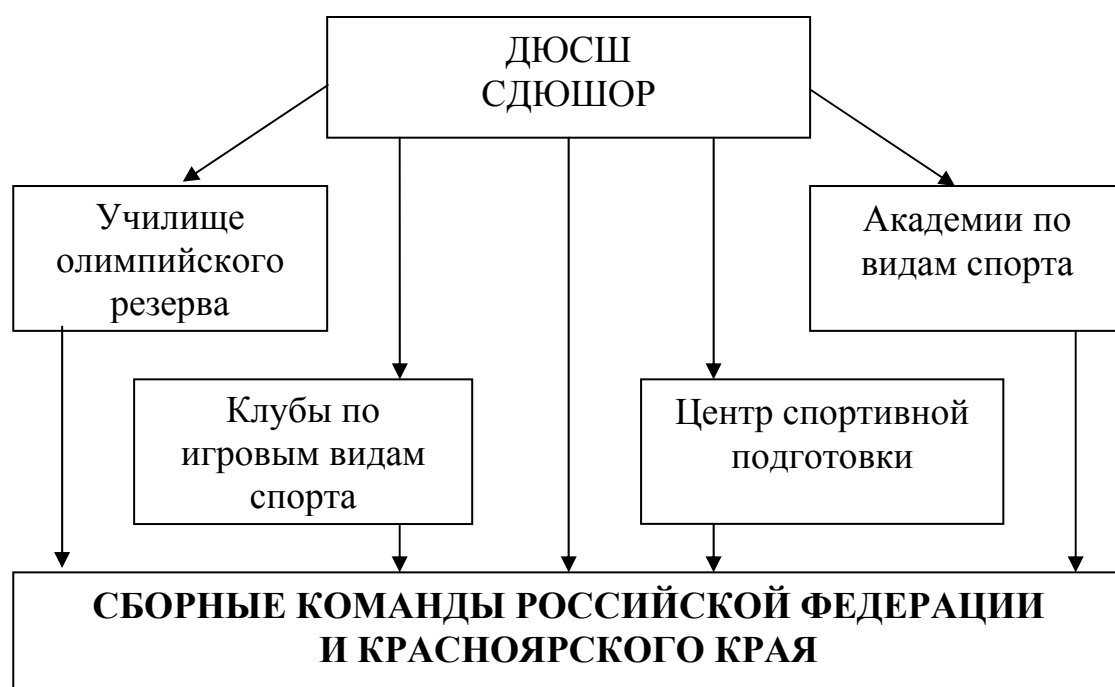 ДЮСШ
СДЮШОР
Училище
олимпийского
резерва
Академии по
видам спорта
Клубы по
игровым видам
спорта
Центр спортивной
подготовки
СБОРНЫЕ КОМАНДЫ РОССИЙСКОЙ ФЕДЕРАЦИИ
И КРАСНОЯРСКОГО КРАЯ